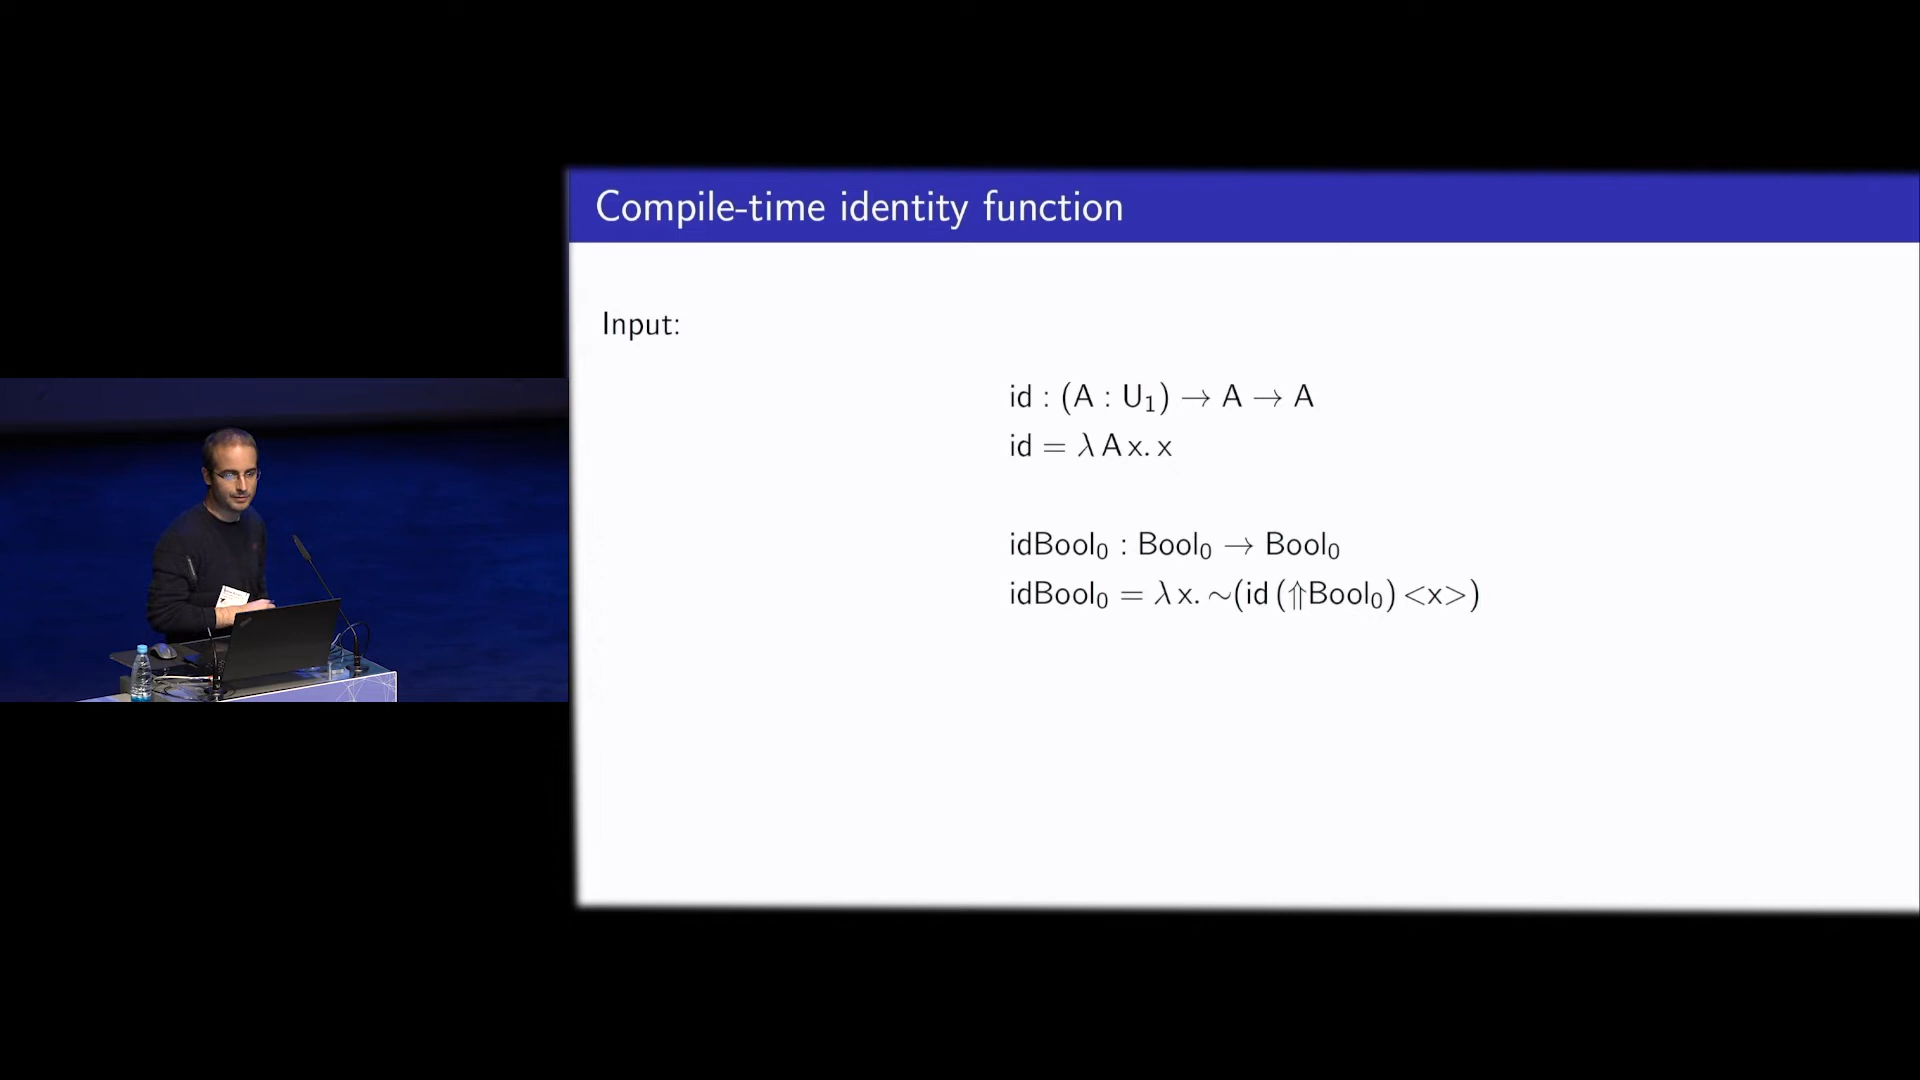 Compile-time identity function
Input:
id : (A : U₁) → A → A
id = λ A x. x
idBool₀ : Bool₀ → Bool₀
idBool₀ = λ x. ∼(id (⇑Bool₀) <x>)